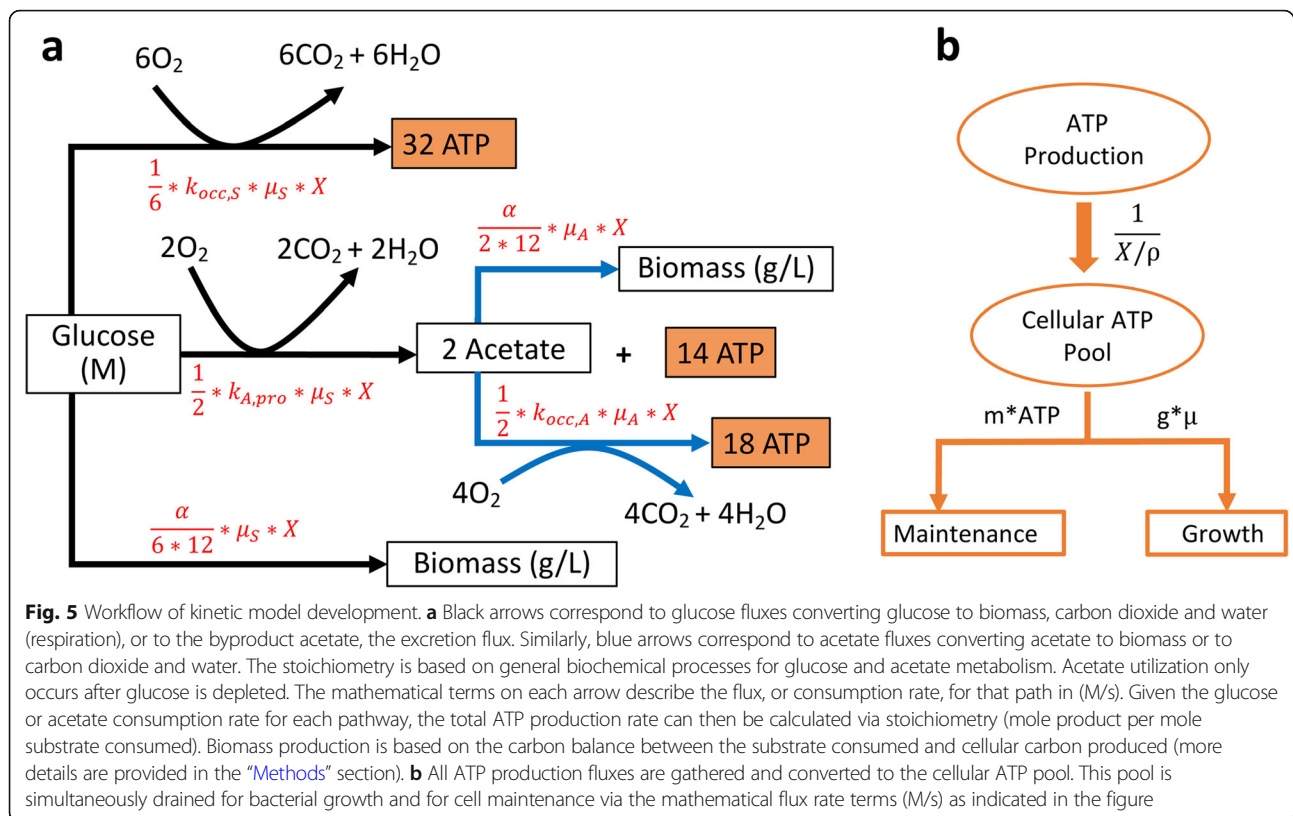 a
6O₂
6CO₂ + 6H₂O
32 ATP
1/6 * k_occ,S * μ_S * X
2O₂
2CO₂ + 2H₂O
α/(2 * 12) * μ_A * X
Biomass (g/L)
Glucose
(M)
2 Acetate
+
14 ATP
1/2 * k_A,pro * μ_S * X
1/2 * k_occ,A * μ_A * X
18 ATP
4O₂
4CO₂ + 4H₂O
α/(6 * 12) * μ_S * X
Biomass (g/L)
b
ATP
Production
1/(X/ρ)
Cellular ATP
Pool
m*ATP
g*μ
Maintenance
Growth
Fig. 5 Workflow of kinetic model development. a Black arrows correspond to glucose fluxes converting glucose to biomass, carbon dioxide and water
(respiration), or to the byproduct acetate, the excretion flux. Similarly, blue arrows correspond to acetate fluxes converting acetate to biomass or to
carbon dioxide and water. The stoichiometry is based on general biochemical processes for glucose and acetate metabolism. Acetate utilization only
occurs after glucose is depleted. The mathematical terms on each arrow describe the flux, or consumption rate, for that path in (M/s). Given the glucose
or acetate consumption rate for each pathway, the total ATP production rate can then be calculated via stoichiometry (mole product per mole
substrate consumed). Biomass production is based on the carbon balance between the substrate consumed and cellular carbon produced (more
details are provided in the “Methods” section). b All ATP production fluxes are gathered and converted to the cellular ATP pool. This pool is
simultaneously drained for bacterial growth and for cell maintenance via the mathematical flux rate terms (M/s) as indicated in the figure